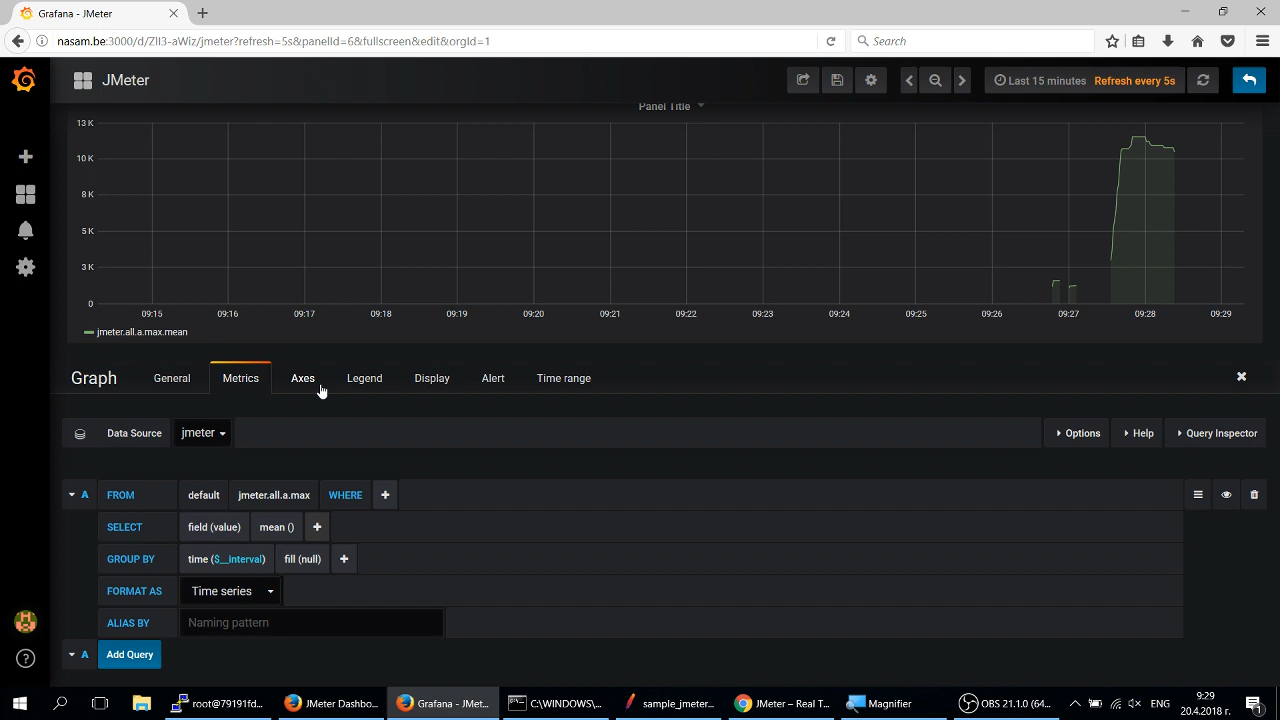 Grafana - JMeter
nasam.be:3000/d/ZlI3-aWiz/jmeter?refresh=5s&panelId=6&fullscreen&edit&orgId=1
Search
JMeter
Last 15 minutes Refresh every 5s
Panel Title
13 K
10 K
8 K
5 K
3 K
0
09:15 09:16 09:17 09:18 09:19 09:20 09:21 09:22 09:23 09:24 09:25 09:26 09:27 09:28 09:29
jmeter.all.a.max.mean
Graph General Metrics Axes Legend Display Alert Time range
Data Source jmeter Options Help Query Inspector
A FROM default jmeter.all.a.max WHERE
SELECT field (value) mean ()
GROUP BY time ($__interval) fill (null)
FORMAT AS Time series
ALIAS BY Naming pattern
A Add Query
root@79191fd... JMeter Dashbo... Grafana - JMet... C:\WINDOWS\... sample_jmeter... JMeter – Real T... Magnifier OBS 21.1.0 (64... 9:29
20.4.2018 г. 1